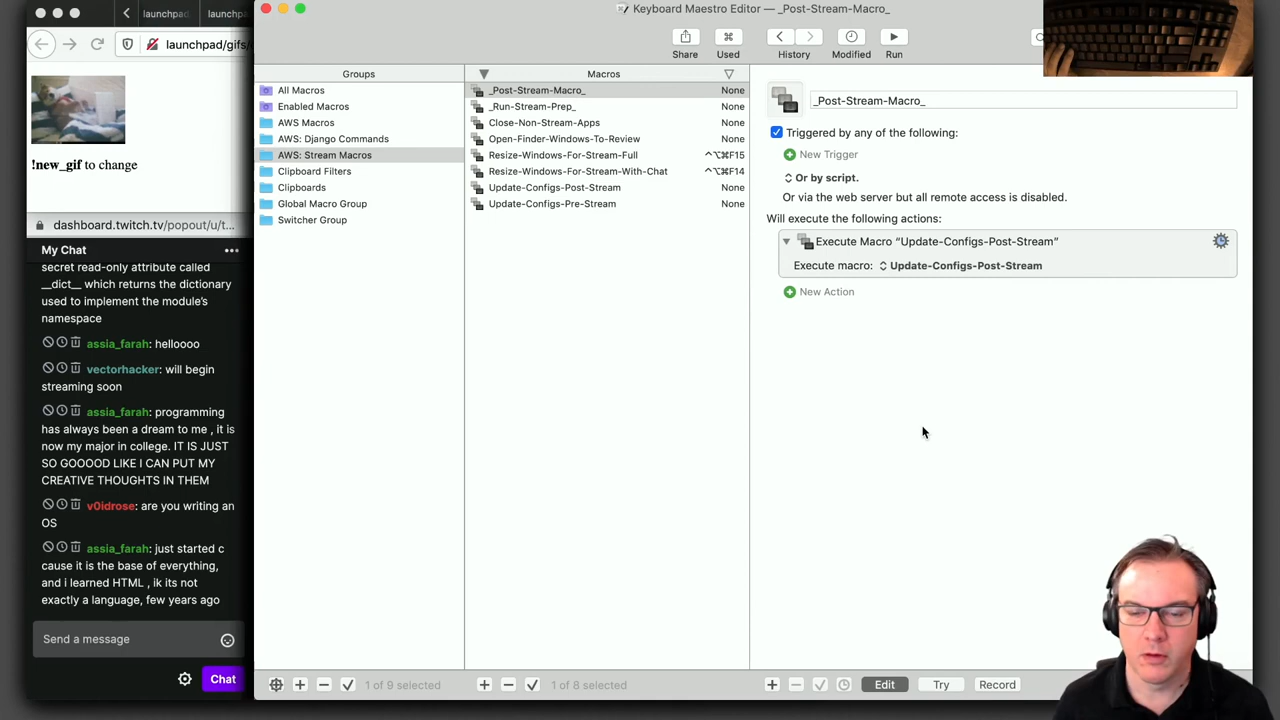 launchpad/
launchpad/
launchpad/gifs/
!new_gif to change
dashboard.twitch.tv/popout/u/t...
My Chat
secret read-only attribute called
__dict__ which returns the dictionary
used to implement the module's
namespace
assia_farah: helloooo
vectorhacker: will begin
streaming soon
assia_farah: programming
has always been a dream to me , it is
now my major in college. IT IS JUST
SO GOOOOD LIKE I CAN PUT MY
CREATIVE THOUGHTS IN THEM
v0idrose: are you writing an
OS
assia_farah: just started c
cause it is the base of everything,
and i learned HTML , ik its not
exactly a language, few years ago
Send a message
Chat
Keyboard Maestro Editor — _Post-Stream-Macro_
Share
Used
History
Modified
Run
Groups
All Macros
Enabled Macros
AWS Macros
AWS: Django Commands
AWS: Stream Macros
Clipboard Filters
Clipboards
Global Macro Group
Switcher Group
1 of 9 selected
Macros
_Post-Stream-Macro_ None
_Run-Stream-Prep_ None
Close-Non-Stream-Apps None
Open-Finder-Windows-To-Review None
Resize-Windows-For-Stream-Full ^⌥⌘F15
Resize-Windows-For-Stream-With-Chat ^⌥⌘F14
Update-Configs-Post-Stream None
Update-Configs-Pre-Stream None
1 of 8 selected
_Post-Stream-Macro_
Triggered by any of the following:
New Trigger
Or by script.
Or via the web server but all remote access is disabled.
Will execute the following actions:
Execute Macro “Update-Configs-Post-Stream”
Execute macro: Update-Configs-Post-Stream
New Action
Edit
Try
Record